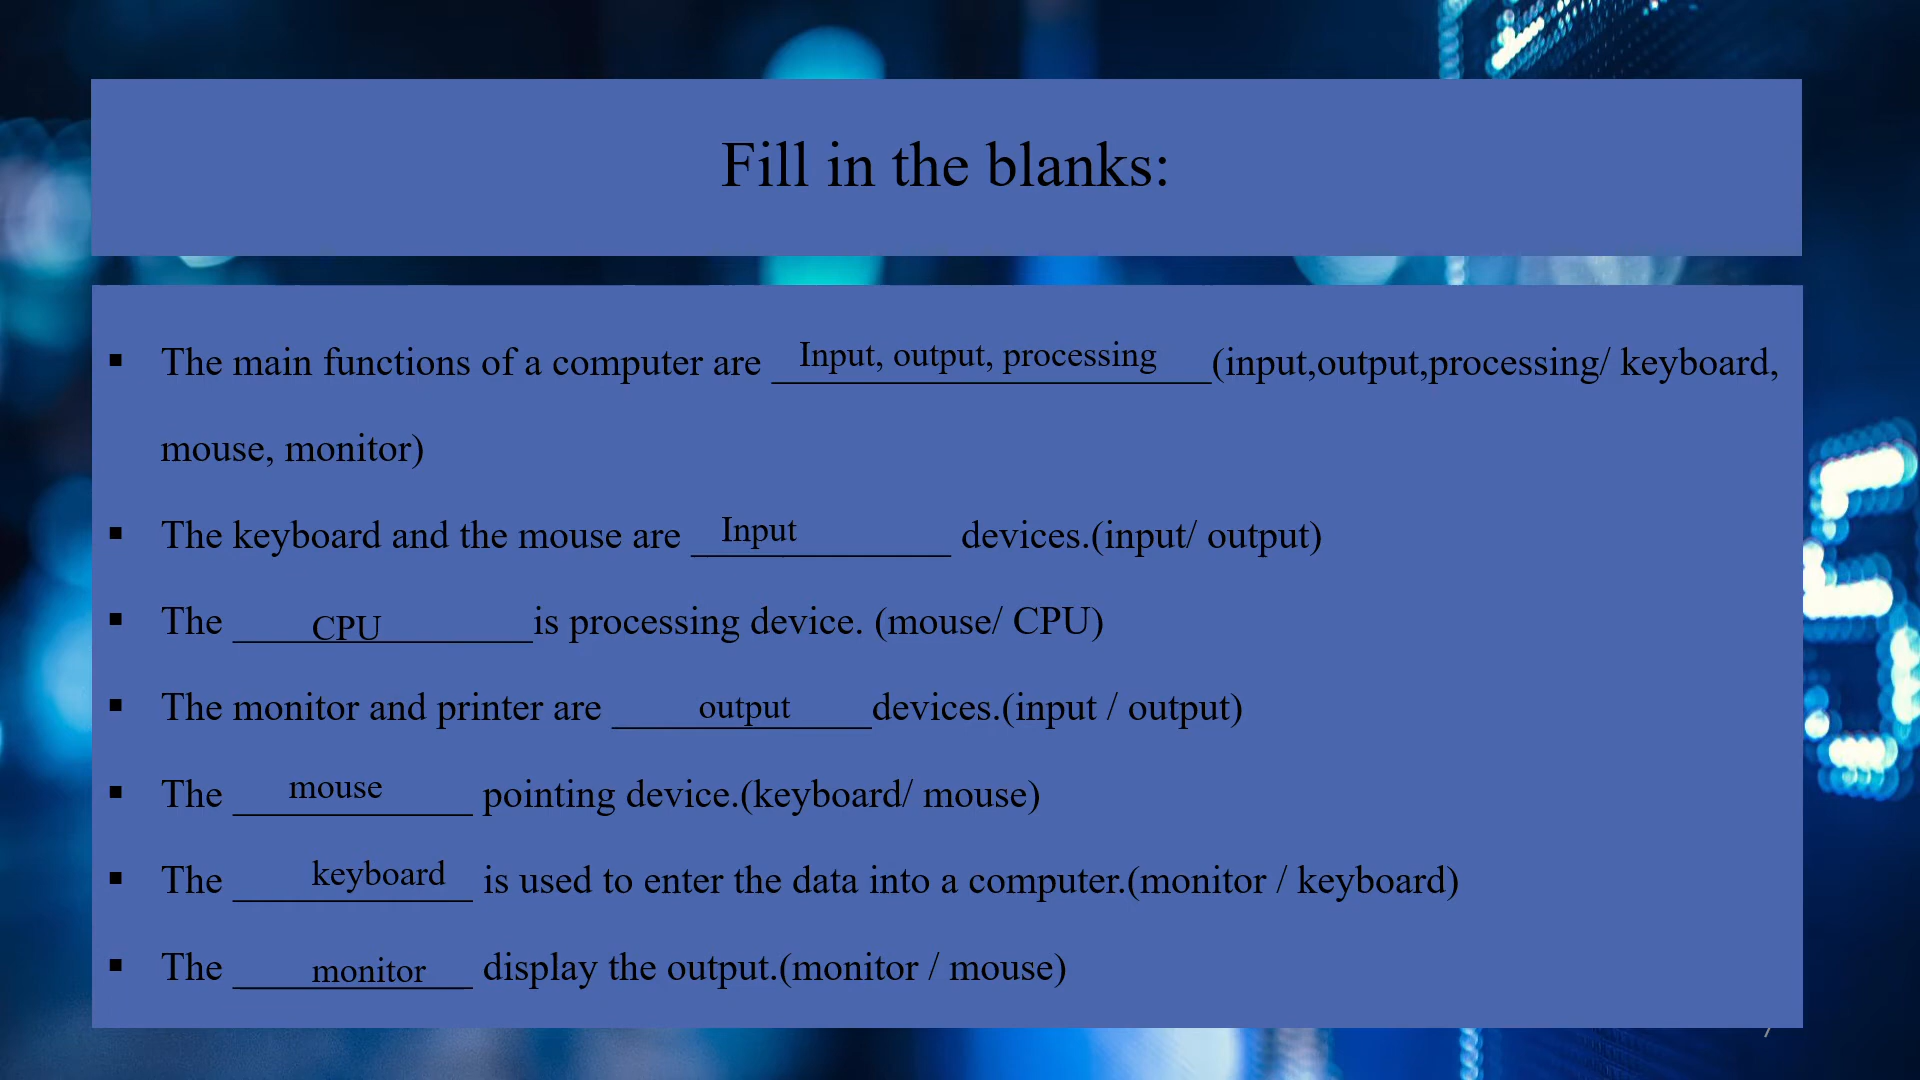 Fill in the blanks:
▪ The main functions of a computer are Input, output, processing (input,output,processing/ keyboard,
mouse, monitor)
▪ The keyboard and the mouse are Input devices.(input/ output)
▪ The CPU is processing device. (mouse/ CPU)
▪ The monitor and printer are output devices.(input / output)
▪ The mouse pointing device.(keyboard/ mouse)
▪ The keyboard is used to enter the data into a computer.(monitor / keyboard)
▪ The monitor display the output.(monitor / mouse)